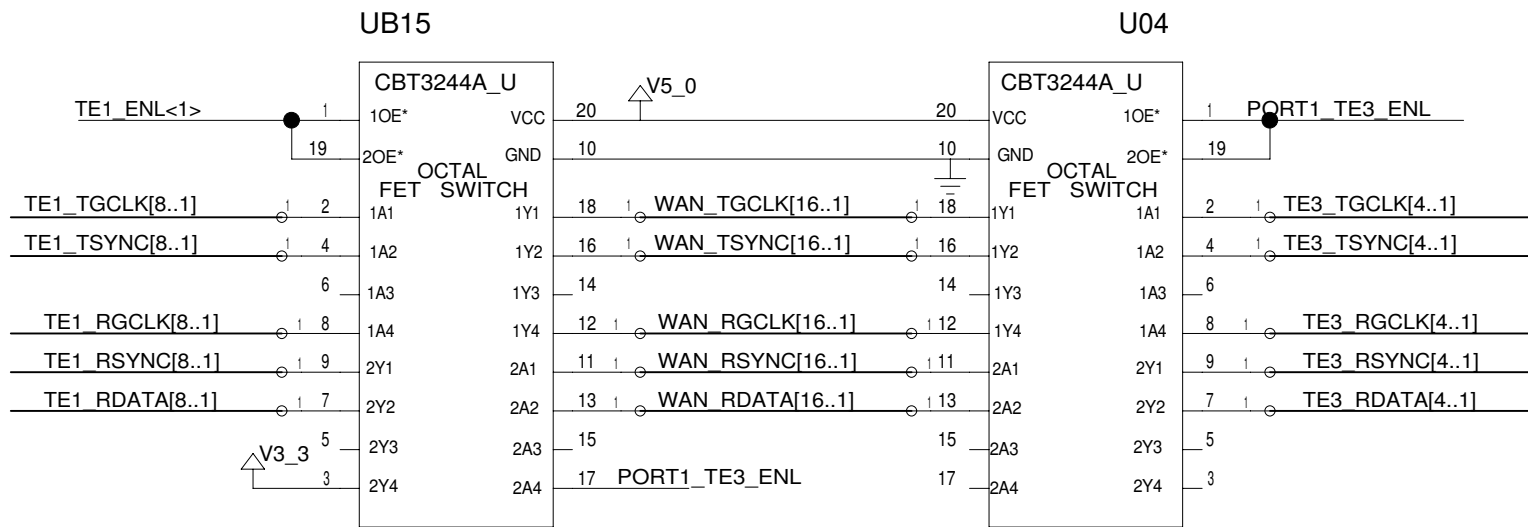 UB15 U04
CBT3244A_U V5_0 CBT3244A_U
TE1_ENL<1> 1 1OE* VCC 20 20 VCC 1OE* 1 PORT1_TE3_ENL
19 2OE* GND 10 10 GND 2OE* 19
OCTAL OCTAL
FET SWITCH FET SWITCH
TE1_TGCLK[8..1] 1 2 1A1 1Y1 18 1 WAN_TGCLK[16..1] 1 18 1Y1 1A1 2 1 TE3_TGCLK[4..1]
TE1_TSYNC[8..1] 1 4 1A2 1Y2 16 1 WAN_TSYNC[16..1] 1 16 1Y2 1A2 4 1 TE3_TSYNC[4..1]
6 1A3 1Y3 14 14 1Y3 1A3 6
TE1_RGCLK[8..1] 1 8 1A4 1Y4 12 1 WAN_RGCLK[16..1] 1 12 1Y4 1A4 8 1 TE3_RGCLK[4..1]
TE1_RSYNC[8..1] 1 9 2Y1 2A1 11 1 WAN_RSYNC[16..1] 1 11 2A1 2Y1 9 1 TE3_RSYNC[4..1]
TE1_RDATA[8..1] 1 7 2Y2 2A2 13 1 WAN_RDATA[16..1] 1 13 2A2 2Y2 7 1 TE3_RDATA[4..1]
5 2Y3 2A3 15 15 2A3 2Y3 5
V3_3
3 2Y4 2A4 17 PORT1_TE3_ENL 17 2A4 2Y4 3